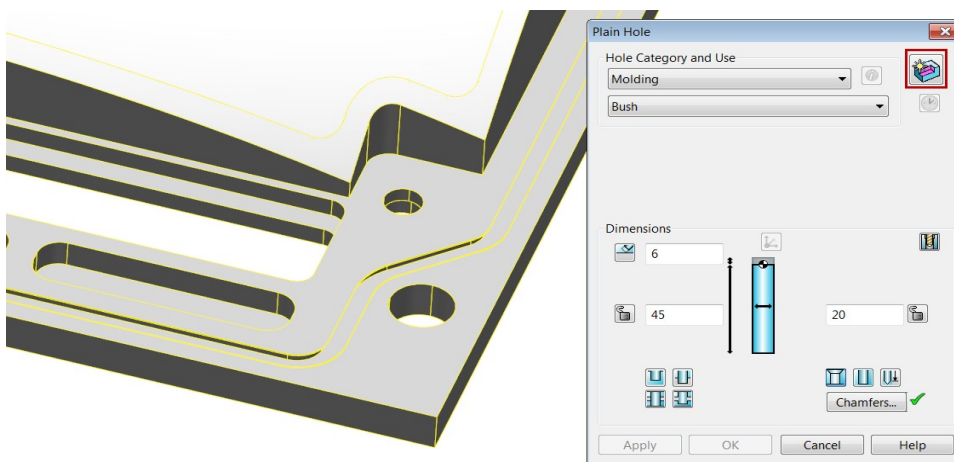 Plain Hole
Hole Category and Use
Molding
Bush
Dimensions
6
45
20
Chamfers...
Apply
OK
Cancel
Help